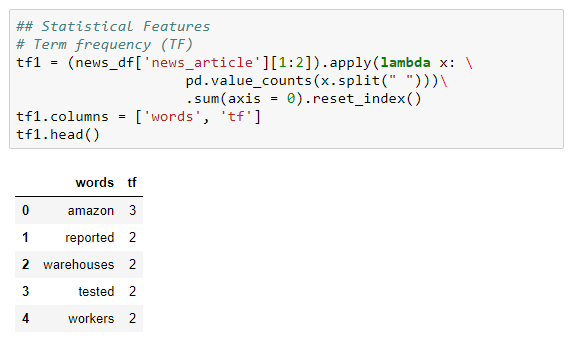 ## Statistical Features
# Term frequency (TF)
tf1 = (news_df['news_article'][1:2]).apply(lambda x: \
pd.value_counts(x.split(" ")))\
.sum(axis = 0).reset_index()
tf1.columns = ['words', 'tf']
tf1.head()
words tf
0 amazon 3
1 reported 2
2 warehouses 2
3 tested 2
4 workers 2